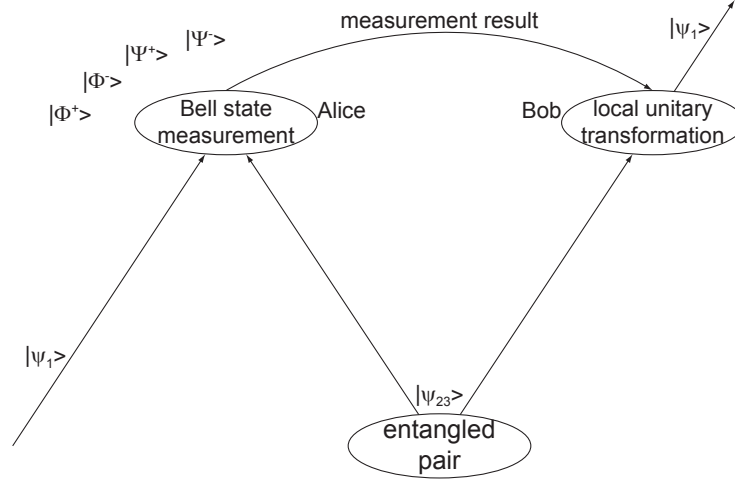 measurement result
|ψ₁>
|Ψ⁺>
|Ψ⁻>
|Φ⁻>
|Φ⁺>
Bell state
measurement
Alice
Bob
local unitary
transformation
|ψ₁>
|ψ₂₃>
entangled
pair